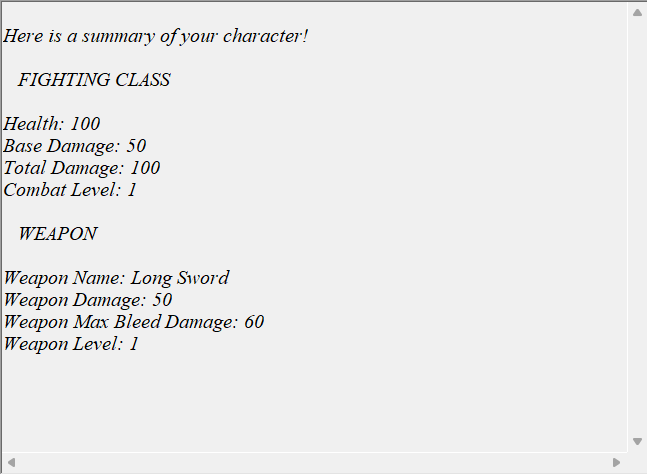 Here is a summary of your character!
FIGHTING CLASS
Health: 100
Base Damage: 50
Total Damage: 100
Combat Level: 1
WEAPON
Weapon Name: Long Sword
Weapon Damage: 50
Weapon Max Bleed Damage: 60
Weapon Level: 1